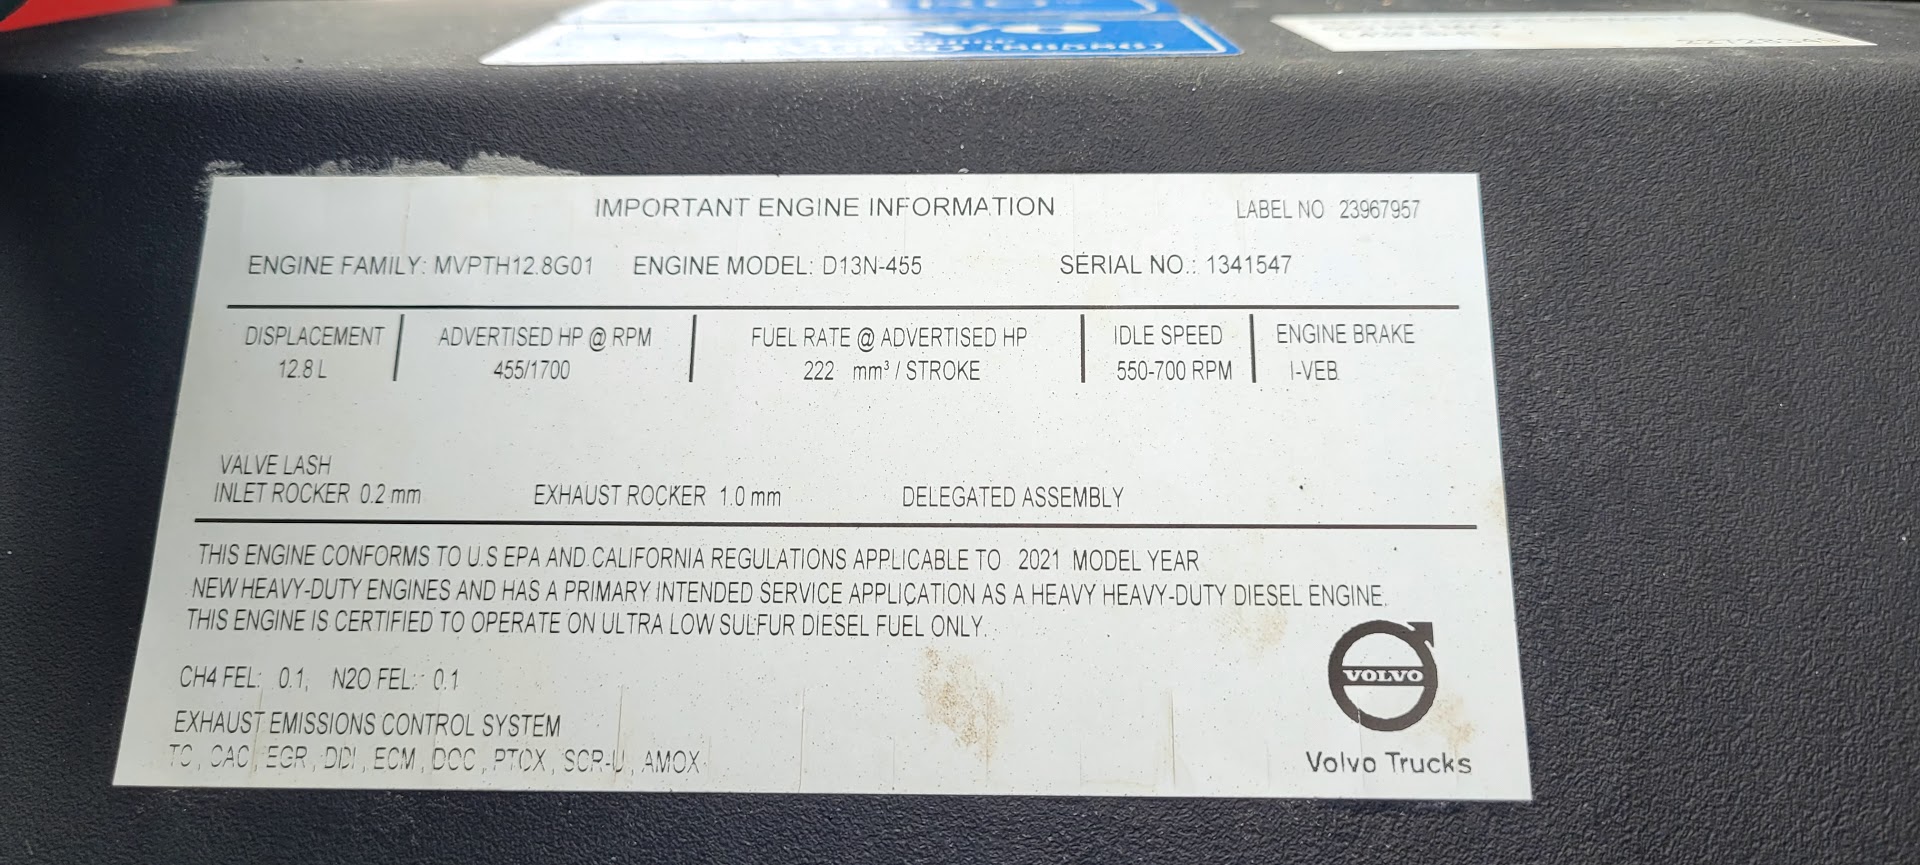 VOLVO
IMPORTANT ENGINE INFORMATION LABEL NO 23967957
ENGINE FAMILY: MVPTH12.8G01 ENGINE MODEL: D13N-455 SERIAL NO.: 1341547
DISPLACEMENT ADVERTISED HP @ RPM FUEL RATE @ ADVERTISED HP IDLE SPEED ENGINE BRAKE
12.8 L 455/1700 222 mm³ / STROKE 550-700 RPM I-VEB
VALVE LASH
INLET ROCKER 0.2 mm EXHAUST ROCKER 1.0 mm DELEGATED ASSEMBLY
THIS ENGINE CONFORMS TO U.S EPA AND CALIFORNIA REGULATIONS APPLICABLE TO 2021 MODEL YEAR
NEW HEAVY-DUTY ENGINES AND HAS A PRIMARY INTENDED SERVICE APPLICATION AS A HEAVY HEAVY-DUTY DIESEL ENGINE.
THIS ENGINE IS CERTIFIED TO OPERATE ON ULTRA LOW SULFUR DIESEL FUEL ONLY.
CH4 FEL: 0.1, N2O FEL: 0.1
EXHAUST EMISSIONS CONTROL SYSTEM
TC, CAC, EGR, DDI, ECM, DCC, PTOX, SCR-U, AMOX
VOLVO
Volvo Trucks